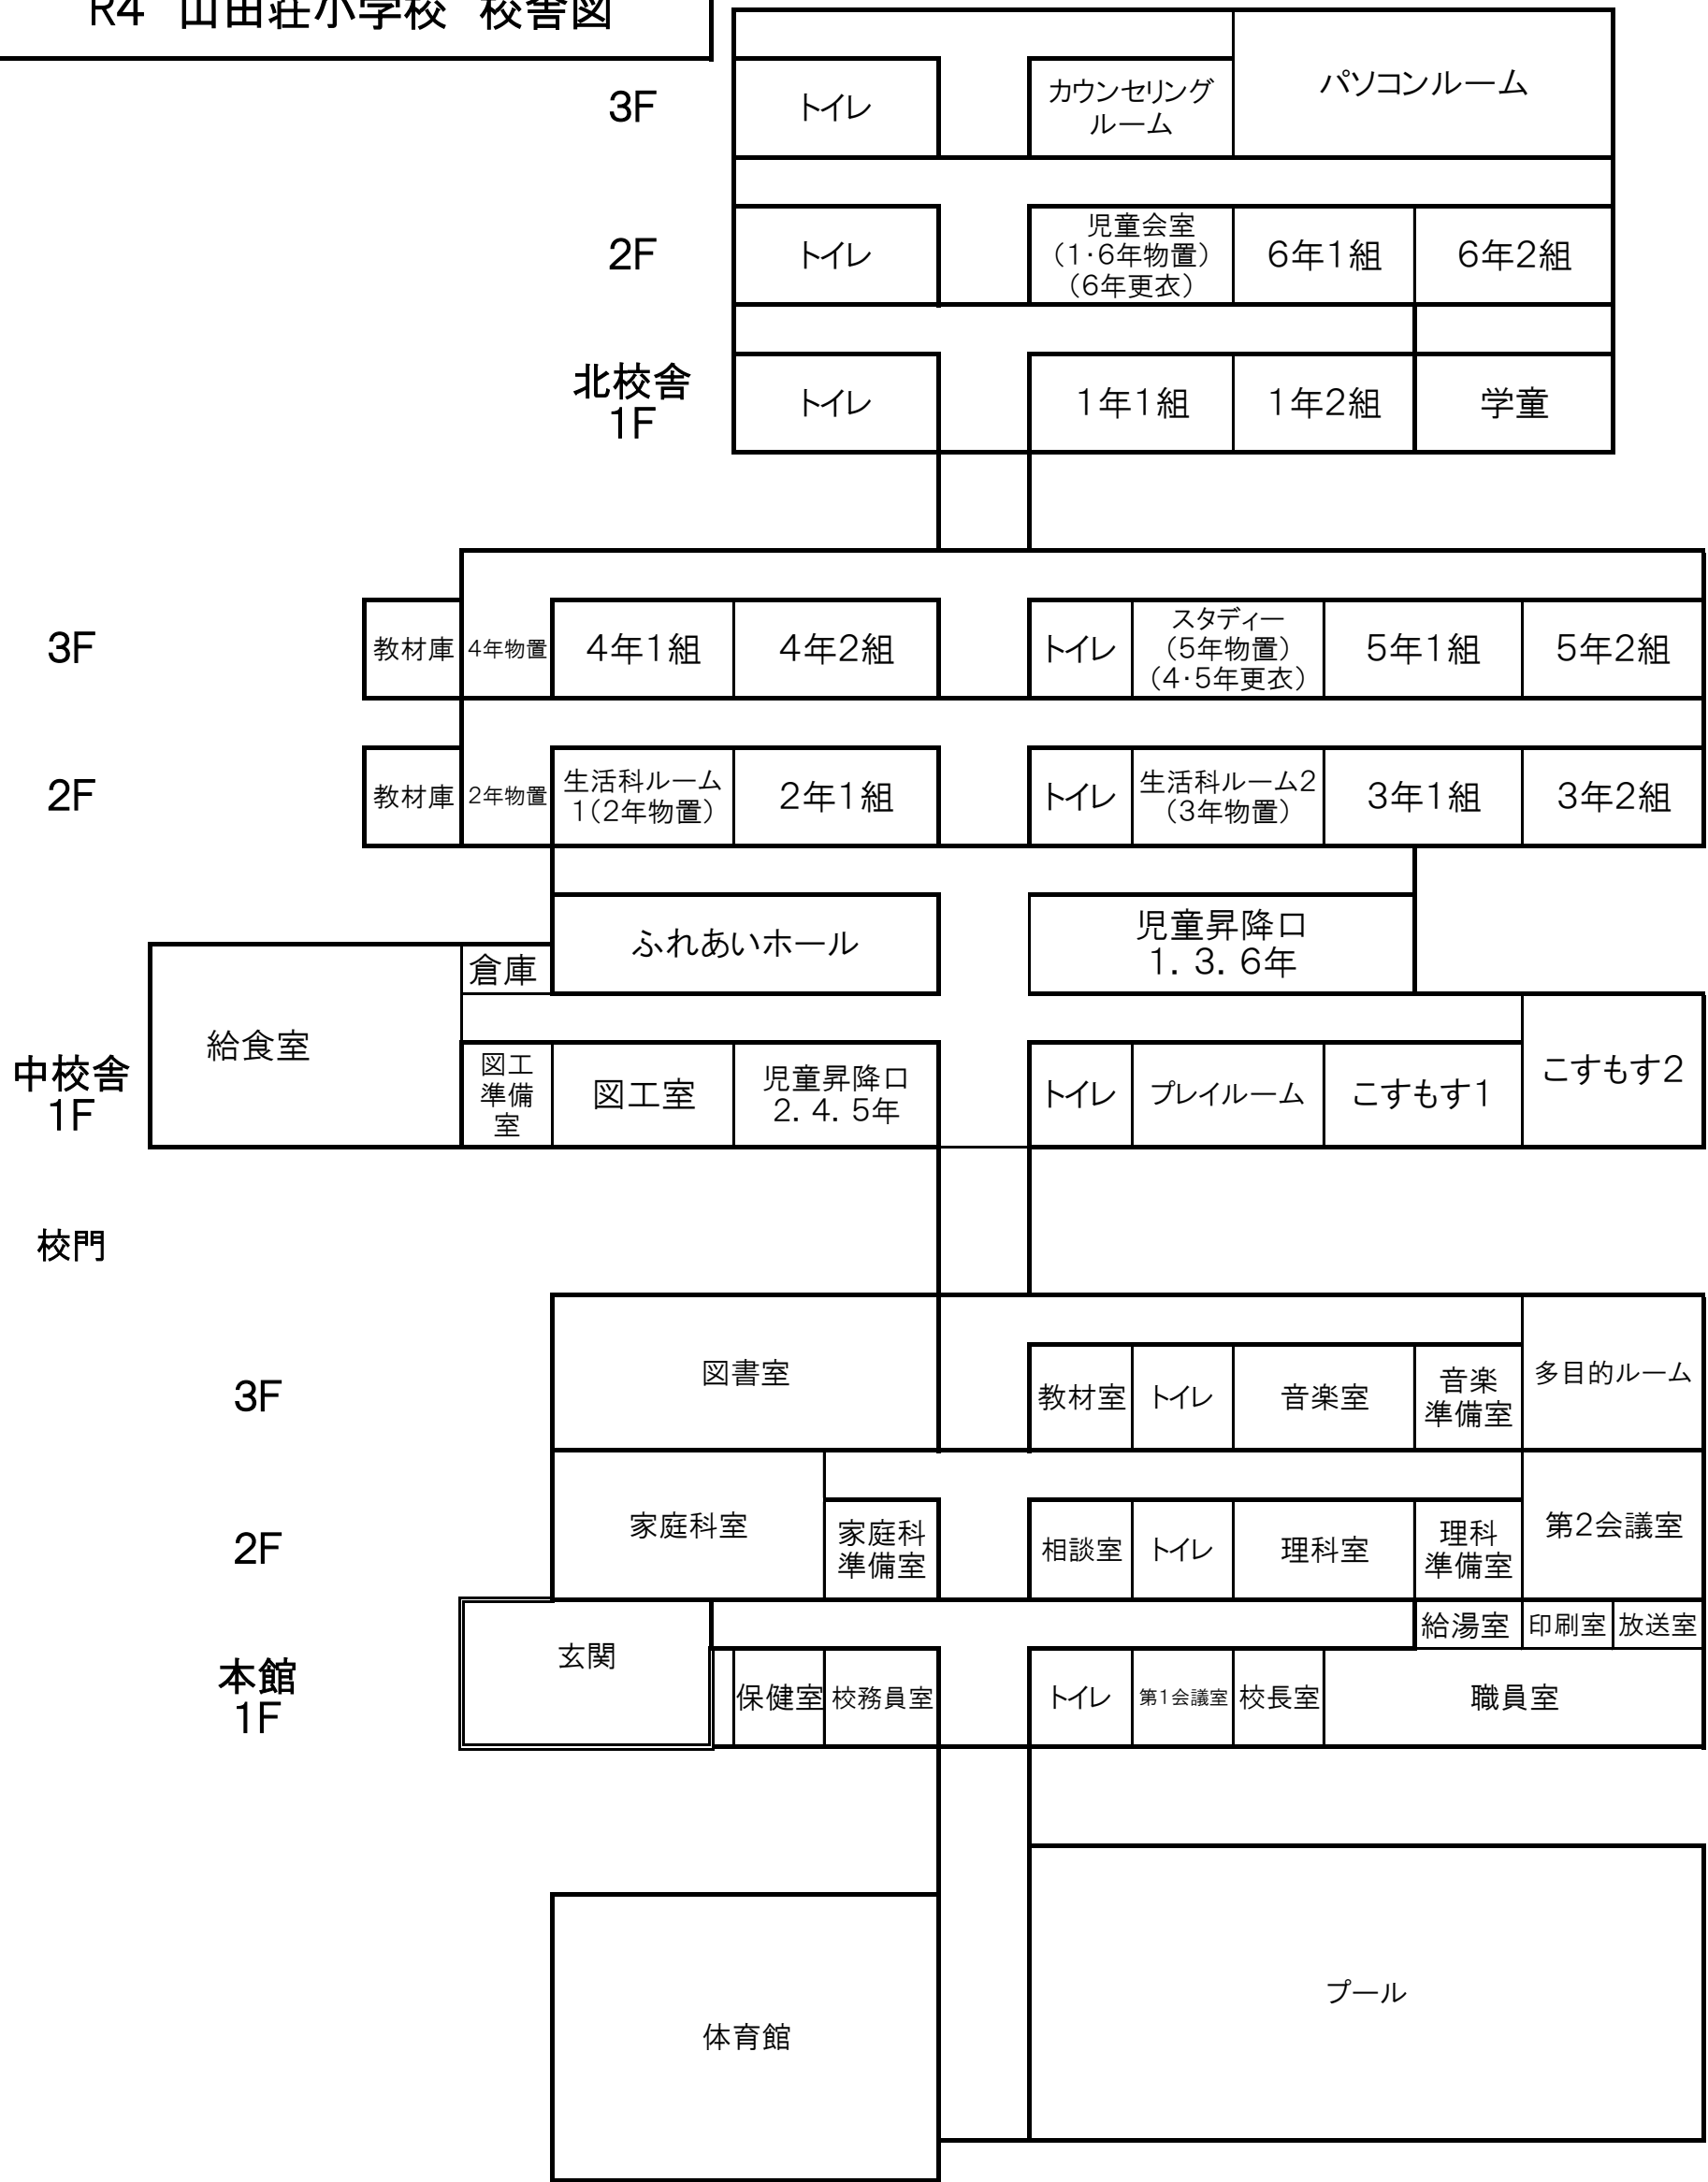 R4 山田荘小学校 校舎図
3F
トイレ
カウンセリング
ルーム
パソコンルーム
2F
トイレ
児童会室
（1・6年物置）
（6年更衣）
6年1組
6年2組
北校舎
1F
トイレ
1年1組
1年2組
学童
3F
教材庫
4年物置
4年1組
4年2組
トイレ
スタディー
（5年物置）
（4・5年更衣）
5年1組
5年2組
2F
教材庫
2年物置
生活科ルーム
1（2年物置）
2年1組
トイレ
生活科ルーム2
（3年物置）
3年1組
3年2組
ふれあいホール
児童昇降口
1．3．6年
中校舎
1F
給食室
倉庫
図工
準備
室
図工室
児童昇降口
2．4．5年
トイレ
プレイルーム
こすもす1
こすもす2
校門
3F
図書室
教材室
トイレ
音楽室
音楽
準備室
多目的ルーム
2F
家庭科室
家庭科
準備室
相談室
トイレ
理科室
理科
準備室
第2会議室
本館
1F
玄関
保健室
校務員室
トイレ
第1会議室
校長室
給湯室
印刷室
放送室
職員室
体育館
プール